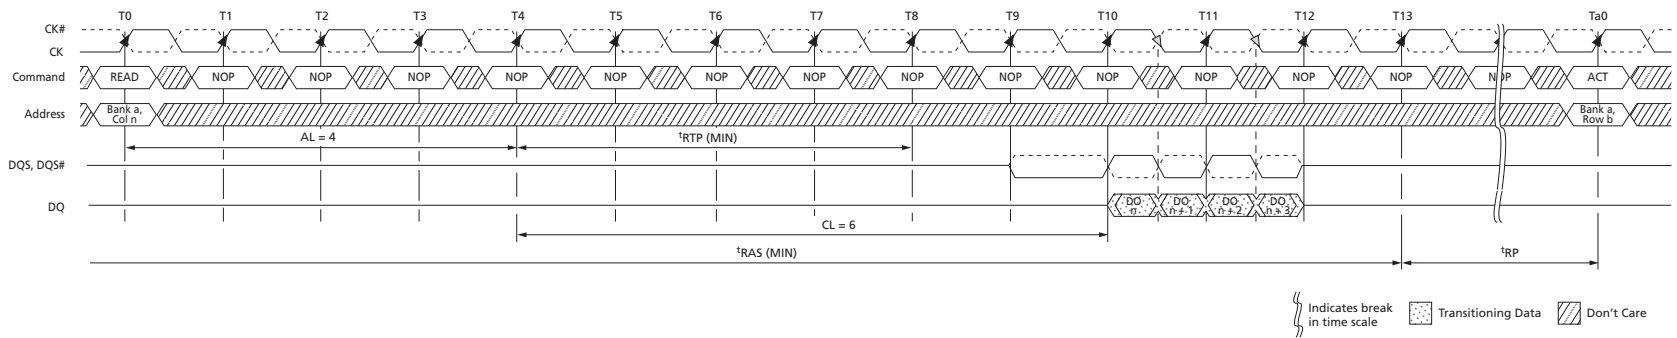 T0 T1 T2 T3 T4 T5 T6 T7 T8 T9 T10 T11 T12 T13 Ta0
CK#
CK
Command READ NOP NOP NOP NOP NOP NOP NOP NOP NOP NOP NOP NOP NOP NOP ACT
Address Bank a, Col n Bank a, Row b
AL = 4 tRTP (MIN)
DQS, DQS#
DQ DO n DO n + 1 DO n + 2 DO n + 3
CL = 6
tRAS (MIN) tRP
Indicates break
in time scale
Transitioning Data
Don't Care